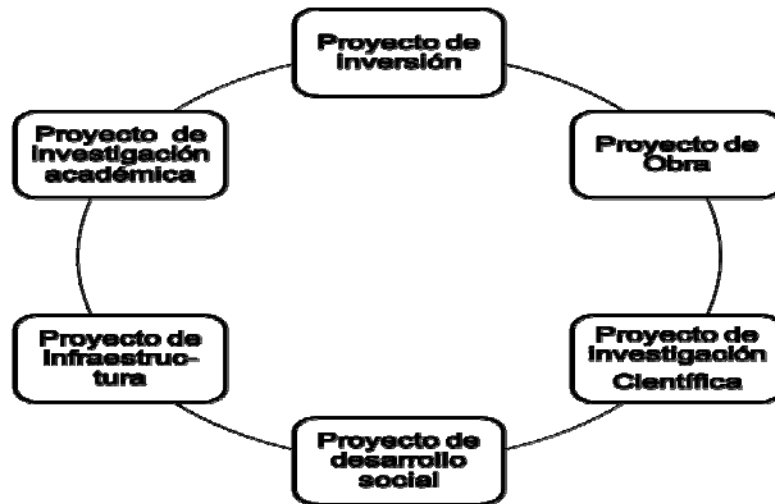 Proyecto de
inversión
Proyecto de
Obra
Proyecto de
investigación
Científica
Proyecto de
desarrollo
social
Proyecto de
Infraestruc-
tura
Proyecto de
investigación
académica